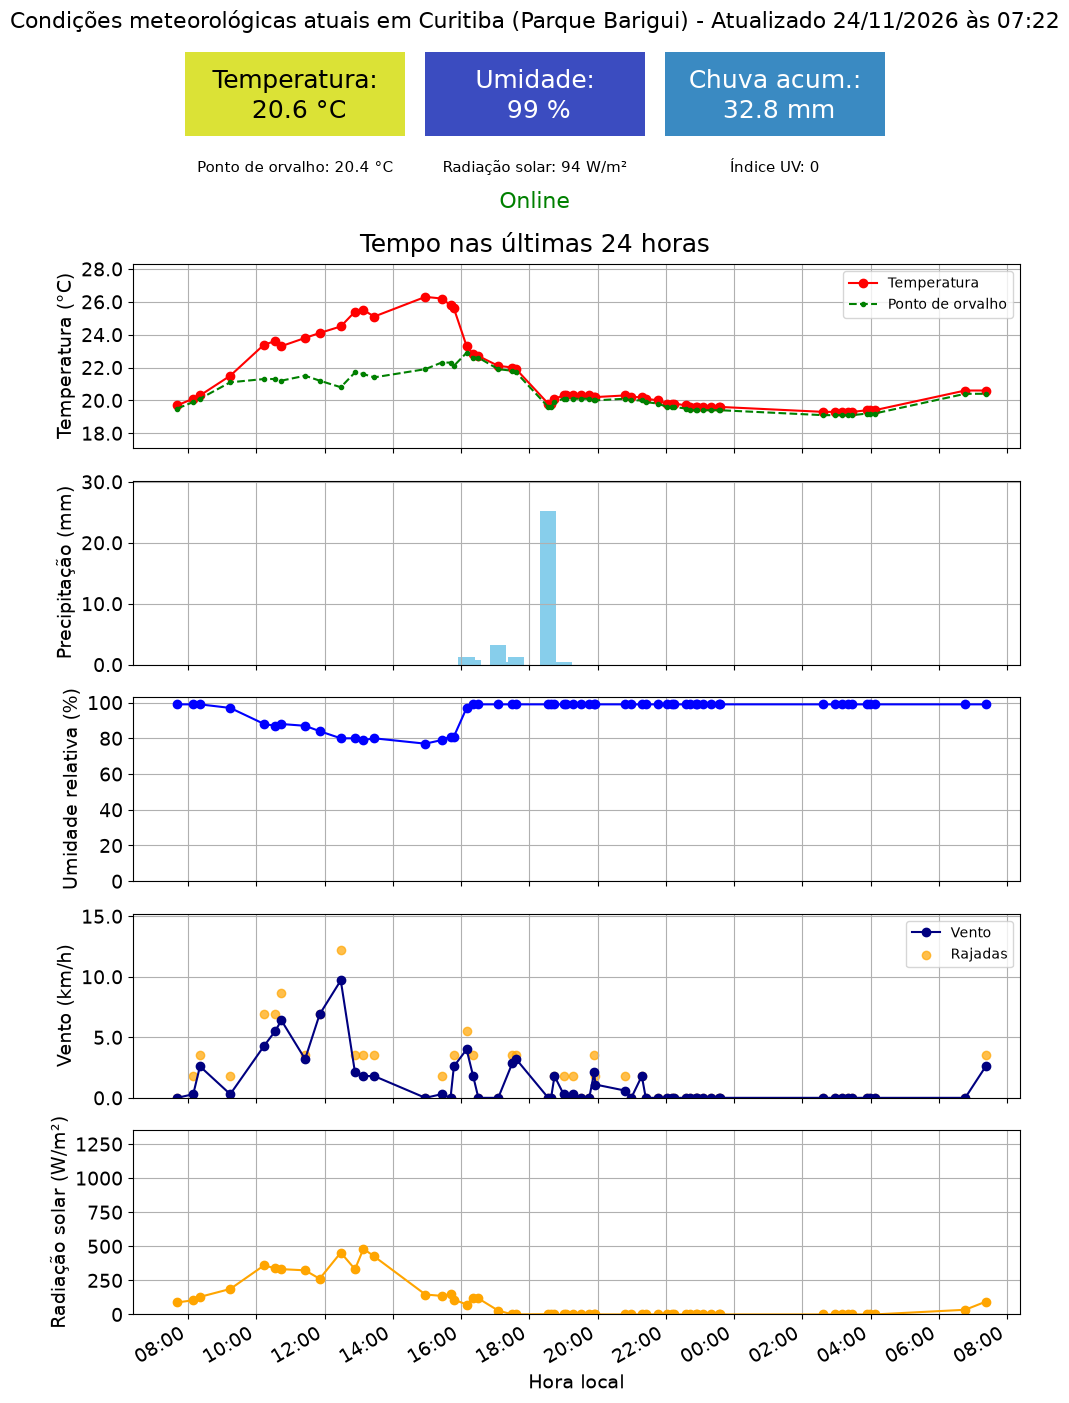 Condições meteorológicas atuais em Curitiba (Parque Barigui) - Atualizado 24/11/2026 às 07:22
Temperatura:
20.6 °C
Umidade:
99 %
Chuva acum.:
32.8 mm
Ponto de orvalho: 20.4 °C
Radiação solar: 94 W/m²
Índice UV: 0
Online
Tempo nas últimas 24 horas
Temperatura (°C)
28.0
26.0
24.0
22.0
20.0
18.0
Temperatura
Ponto de orvalho
Precipitação (mm)
30.0
20.0
10.0
0.0
Umidade relativa (%)
100
80
60
40
20
0
Vento (km/h)
15.0
10.0
5.0
0.0
Vento
Rajadas
Radiação solar (W/m²)
1250
1000
750
500
250
0
08:00
10:00
12:00
14:00
16:00
18:00
20:00
22:00
00:00
02:00
04:00
06:00
08:00
Hora local